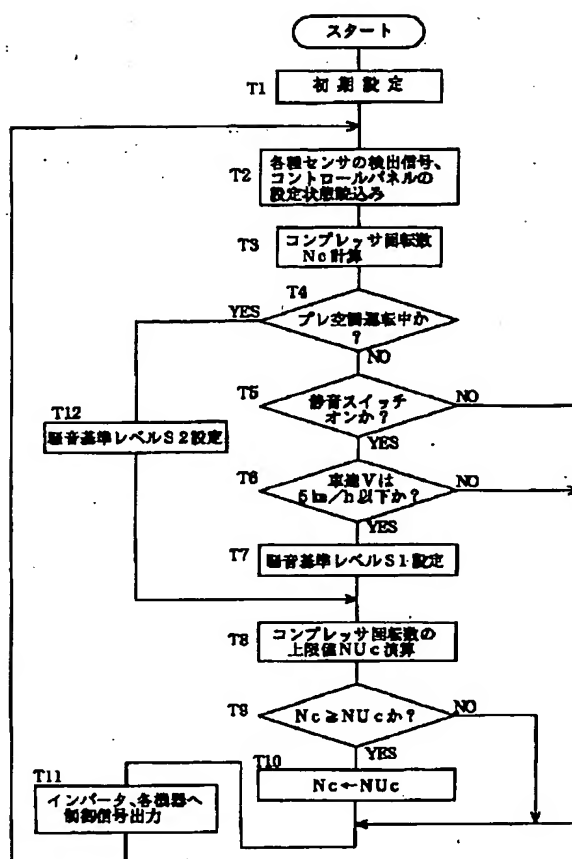 スタート
T1
初期設定
T2
各種センサの検出信号、
コントロールパネルの
設定状態読込み
T3
コンプレッサ回転数
Nc計算
T4
YES
プレ空調運転中か
?
NO
T5
静音スイッチ
オンか?
NO
YES
T12
騒音基準レベルS2設定
T6
車速Vは
5㎞/h以下か?
NO
YES
T7
騒音基準レベルS1設定
T8
コンプレッサ回転数の
上限値NUc演算
T9
Nc≧NUcか?
NO
YES
T10
Nc←NUc
T11
インバータ、各機器へ
制御信号出力